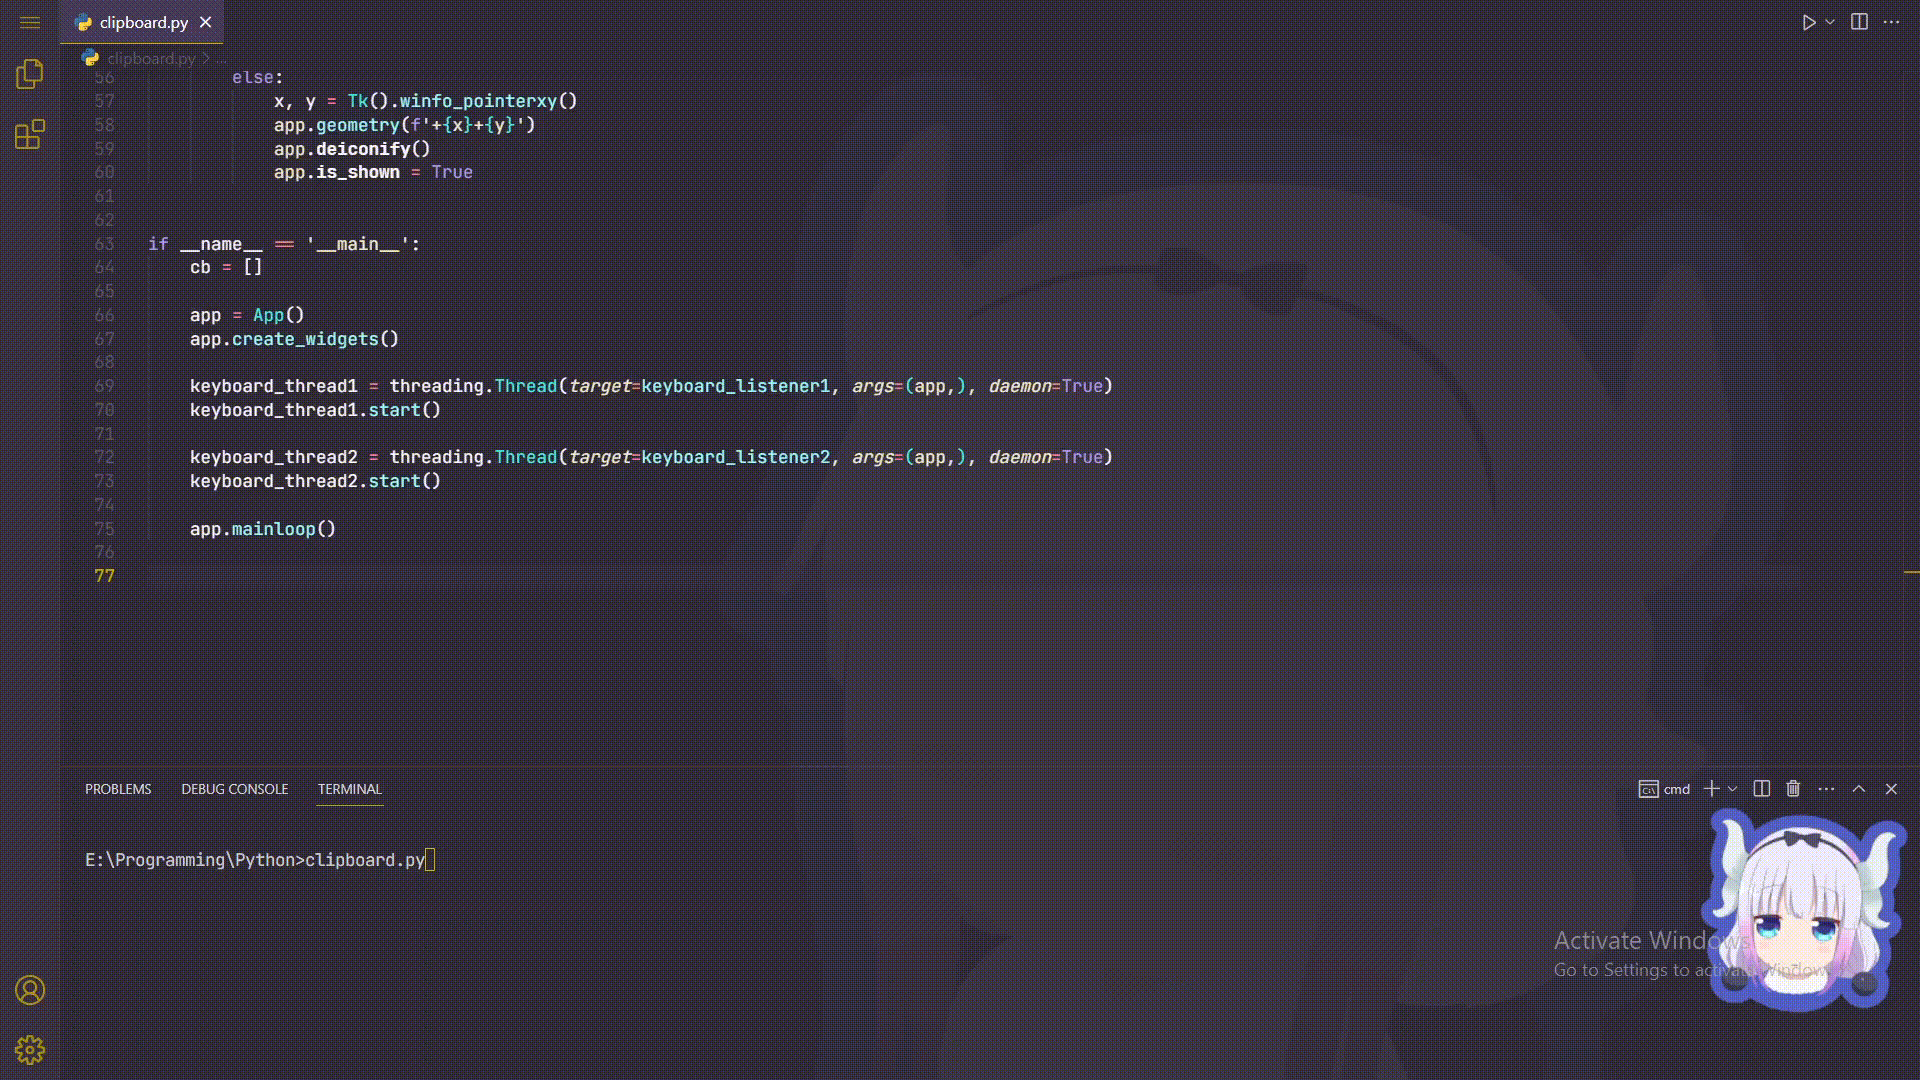 clipboard.py
clipboard.py > ...
56 else:
57 x, y = Tk().winfo_pointerxy()
58 app.geometry(f'+{x}+{y}')
59 app.deiconify()
60 app.is_shown = True
61
62
63 if __name__ == '__main__':
64 cb = []
65
66 app = App()
67 app.create_widgets()
68
69 keyboard_thread1 = threading.Thread(target=keyboard_listener1, args=(app,), daemon=True)
70 keyboard_thread1.start()
71
72 keyboard_thread2 = threading.Thread(target=keyboard_listener2, args=(app,), daemon=True)
73 keyboard_thread2.start()
74
75 app.mainloop()
76
77
PROBLEMS DEBUG CONSOLE TERMINAL cmd
E:\Programming\Python>clipboard.py
Activate Windows
Go to Settings to activate Windows